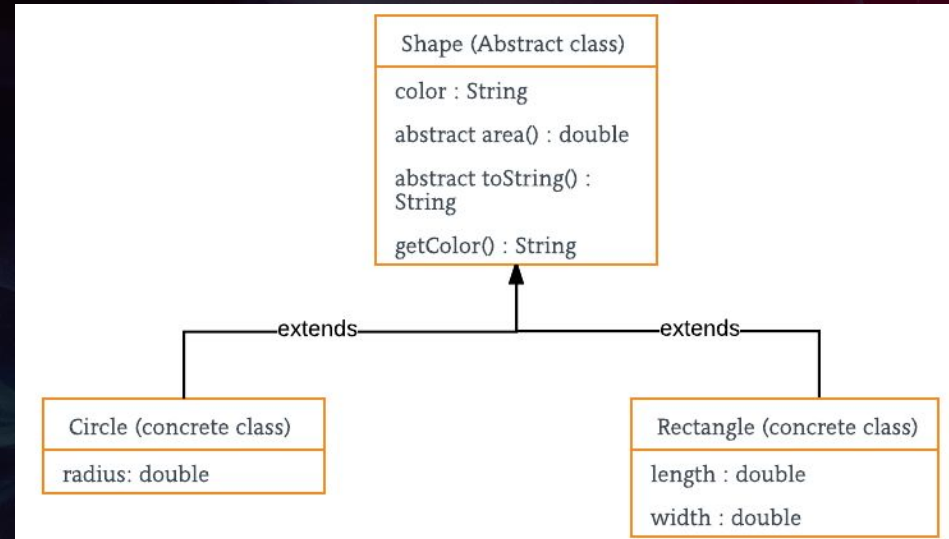 Shape (Abstract class)
color : String
abstract area() : double
abstract toString() :
String
getColor() : String
extends
extends
Circle (concrete class)
radius: double
Rectangle (concrete class)
length : double
width : double